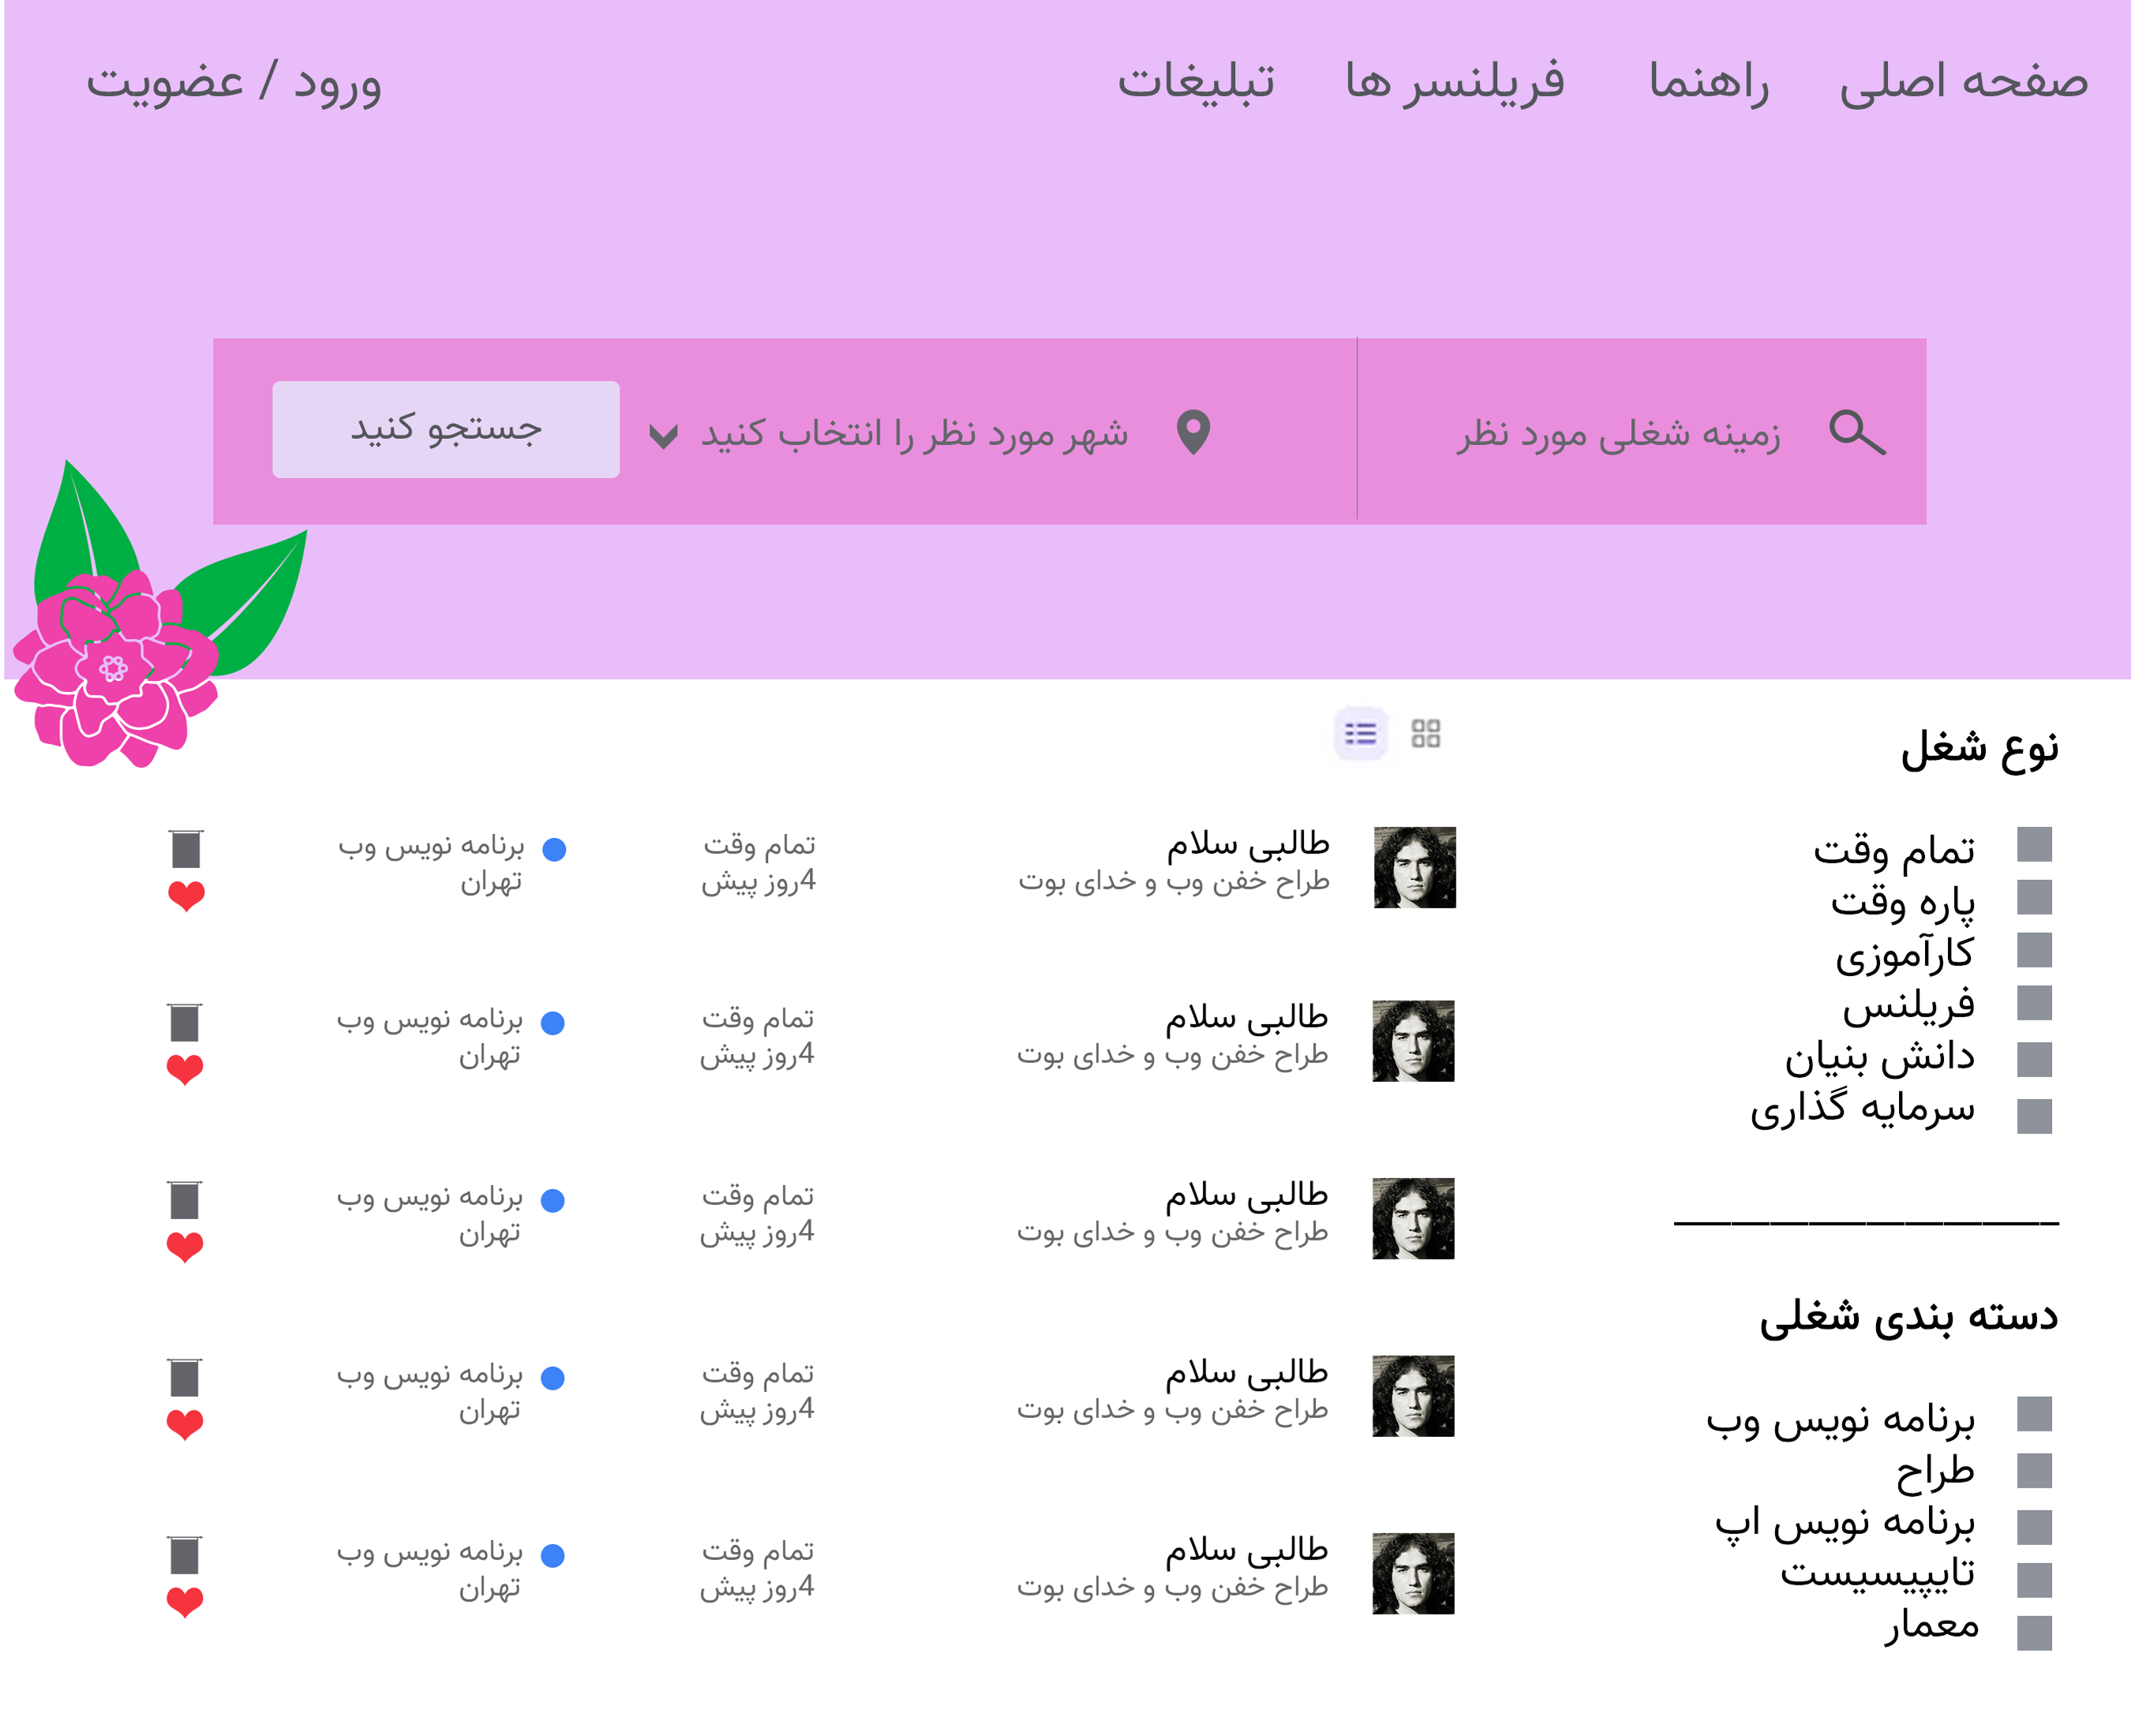 صفحه اصلی
راهنما
فریلنسر ها
تبلیغات
ورود / عضویت
زمینه شغلی مورد نظر
شهر مورد نظر را انتخاب کنید
جستجو کنید
نوع شغل
تمام وقت
پاره وقت
کارآموزی
فریلنس
دانش بنیان
سرمایه گذاری
دسته بندی شغلی
برنامه نویس وب
طراح
برنامه نویس اپ
تایپیسیست
معمار
طالبی سلام
طراح خفن وب و خدای بوت
تمام وقت
4روز پیش
برنامه نویس وب
تهران
طالبی سلام
طراح خفن وب و خدای بوت
تمام وقت
4روز پیش
برنامه نویس وب
تهران
طالبی سلام
طراح خفن وب و خدای بوت
تمام وقت
4روز پیش
برنامه نویس وب
تهران
طالبی سلام
طراح خفن وب و خدای بوت
تمام وقت
4روز پیش
برنامه نویس وب
تهران
طالبی سلام
طراح خفن وب و خدای بوت
تمام وقت
4روز پیش
برنامه نویس وب
تهران